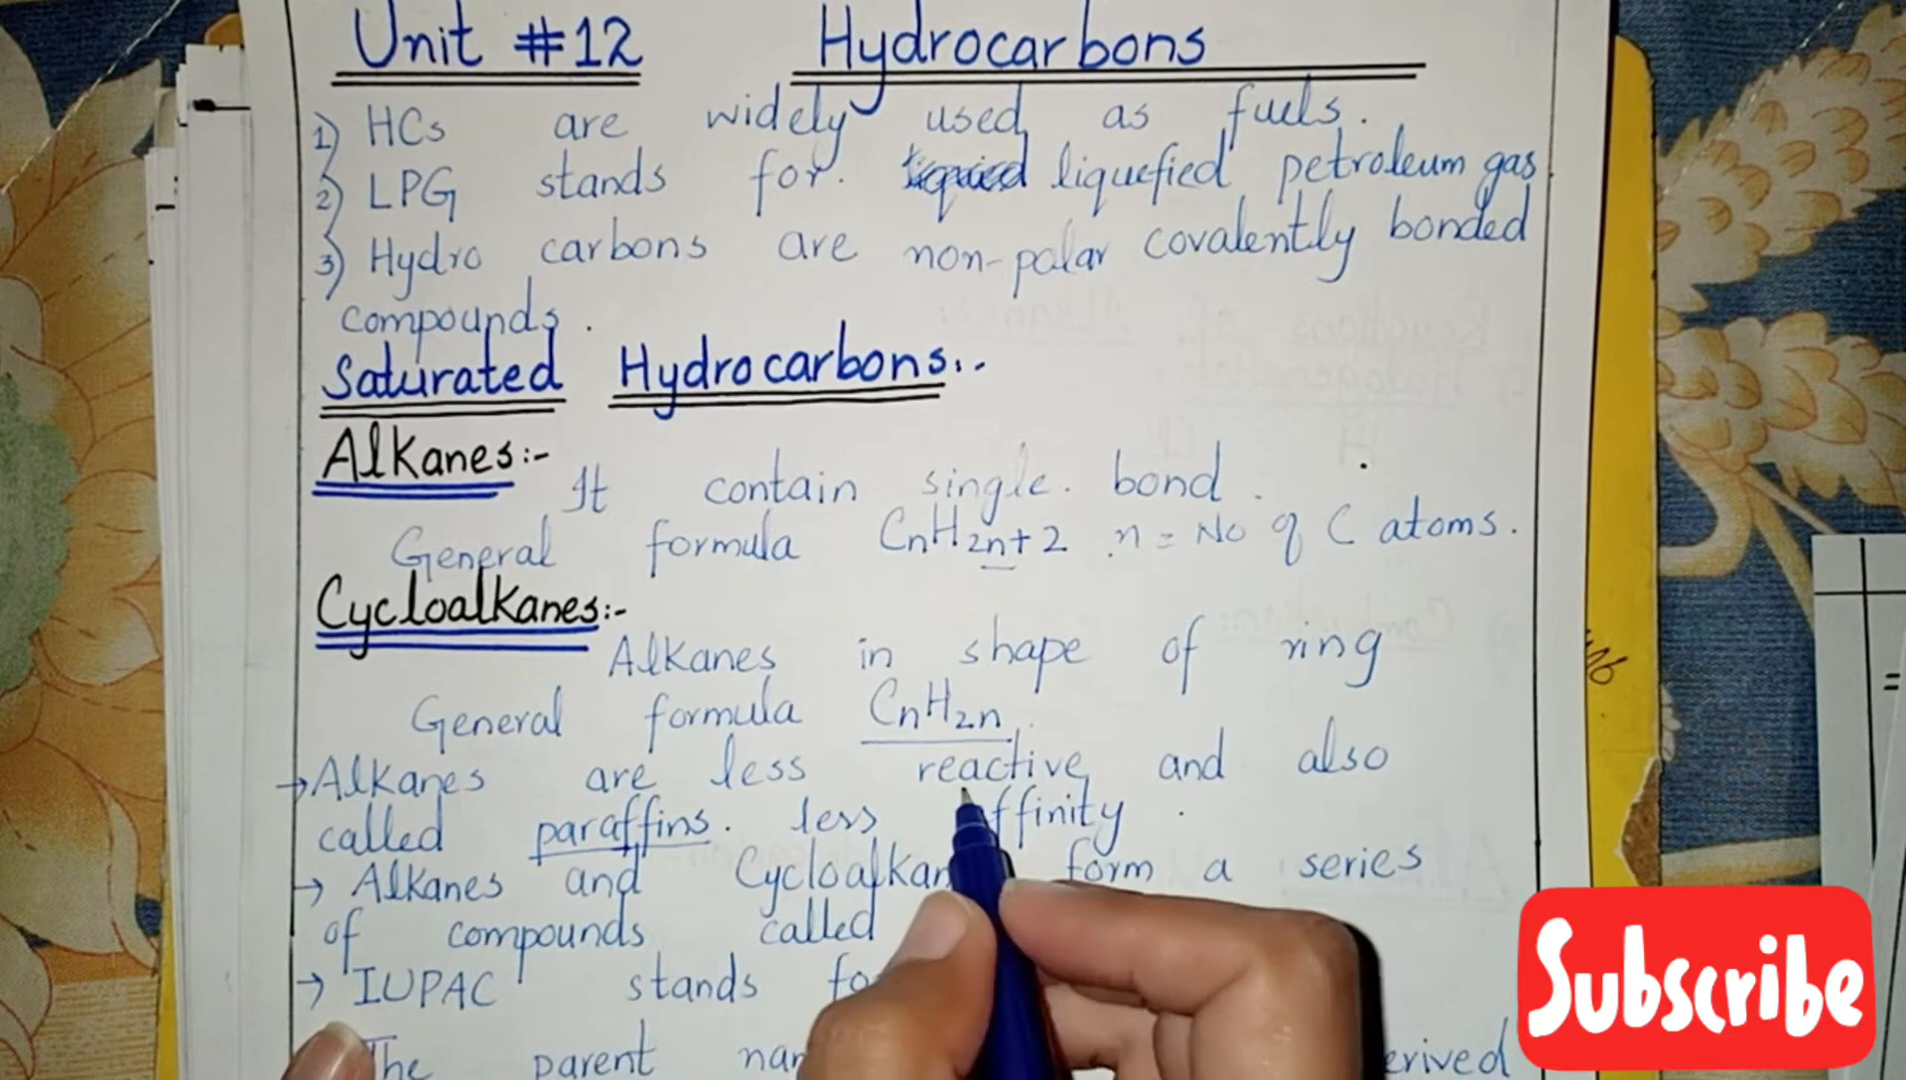 Unit #12 Hydrocarbons
1) HCs are widely used as fuels.
2) LPG stands for. liquefied petroleum gas
3) Hydro carbons are non-polar covalently bonded
compounds.
Saturated Hydrocarbons:-
Alkanes:-
It contain single. bond.
General formula CnH2n+2 n = No of C atoms.
Cycloalkanes:-
Alkanes in shape of ring
General formula CnH2n.
→Alkanes are less reactive and also
called paraffins. less affinity.
→ Alkanes and Cycloalkan form a series
of compounds called
→ IUPAC stands fo
The parent nam erived
Subscribe